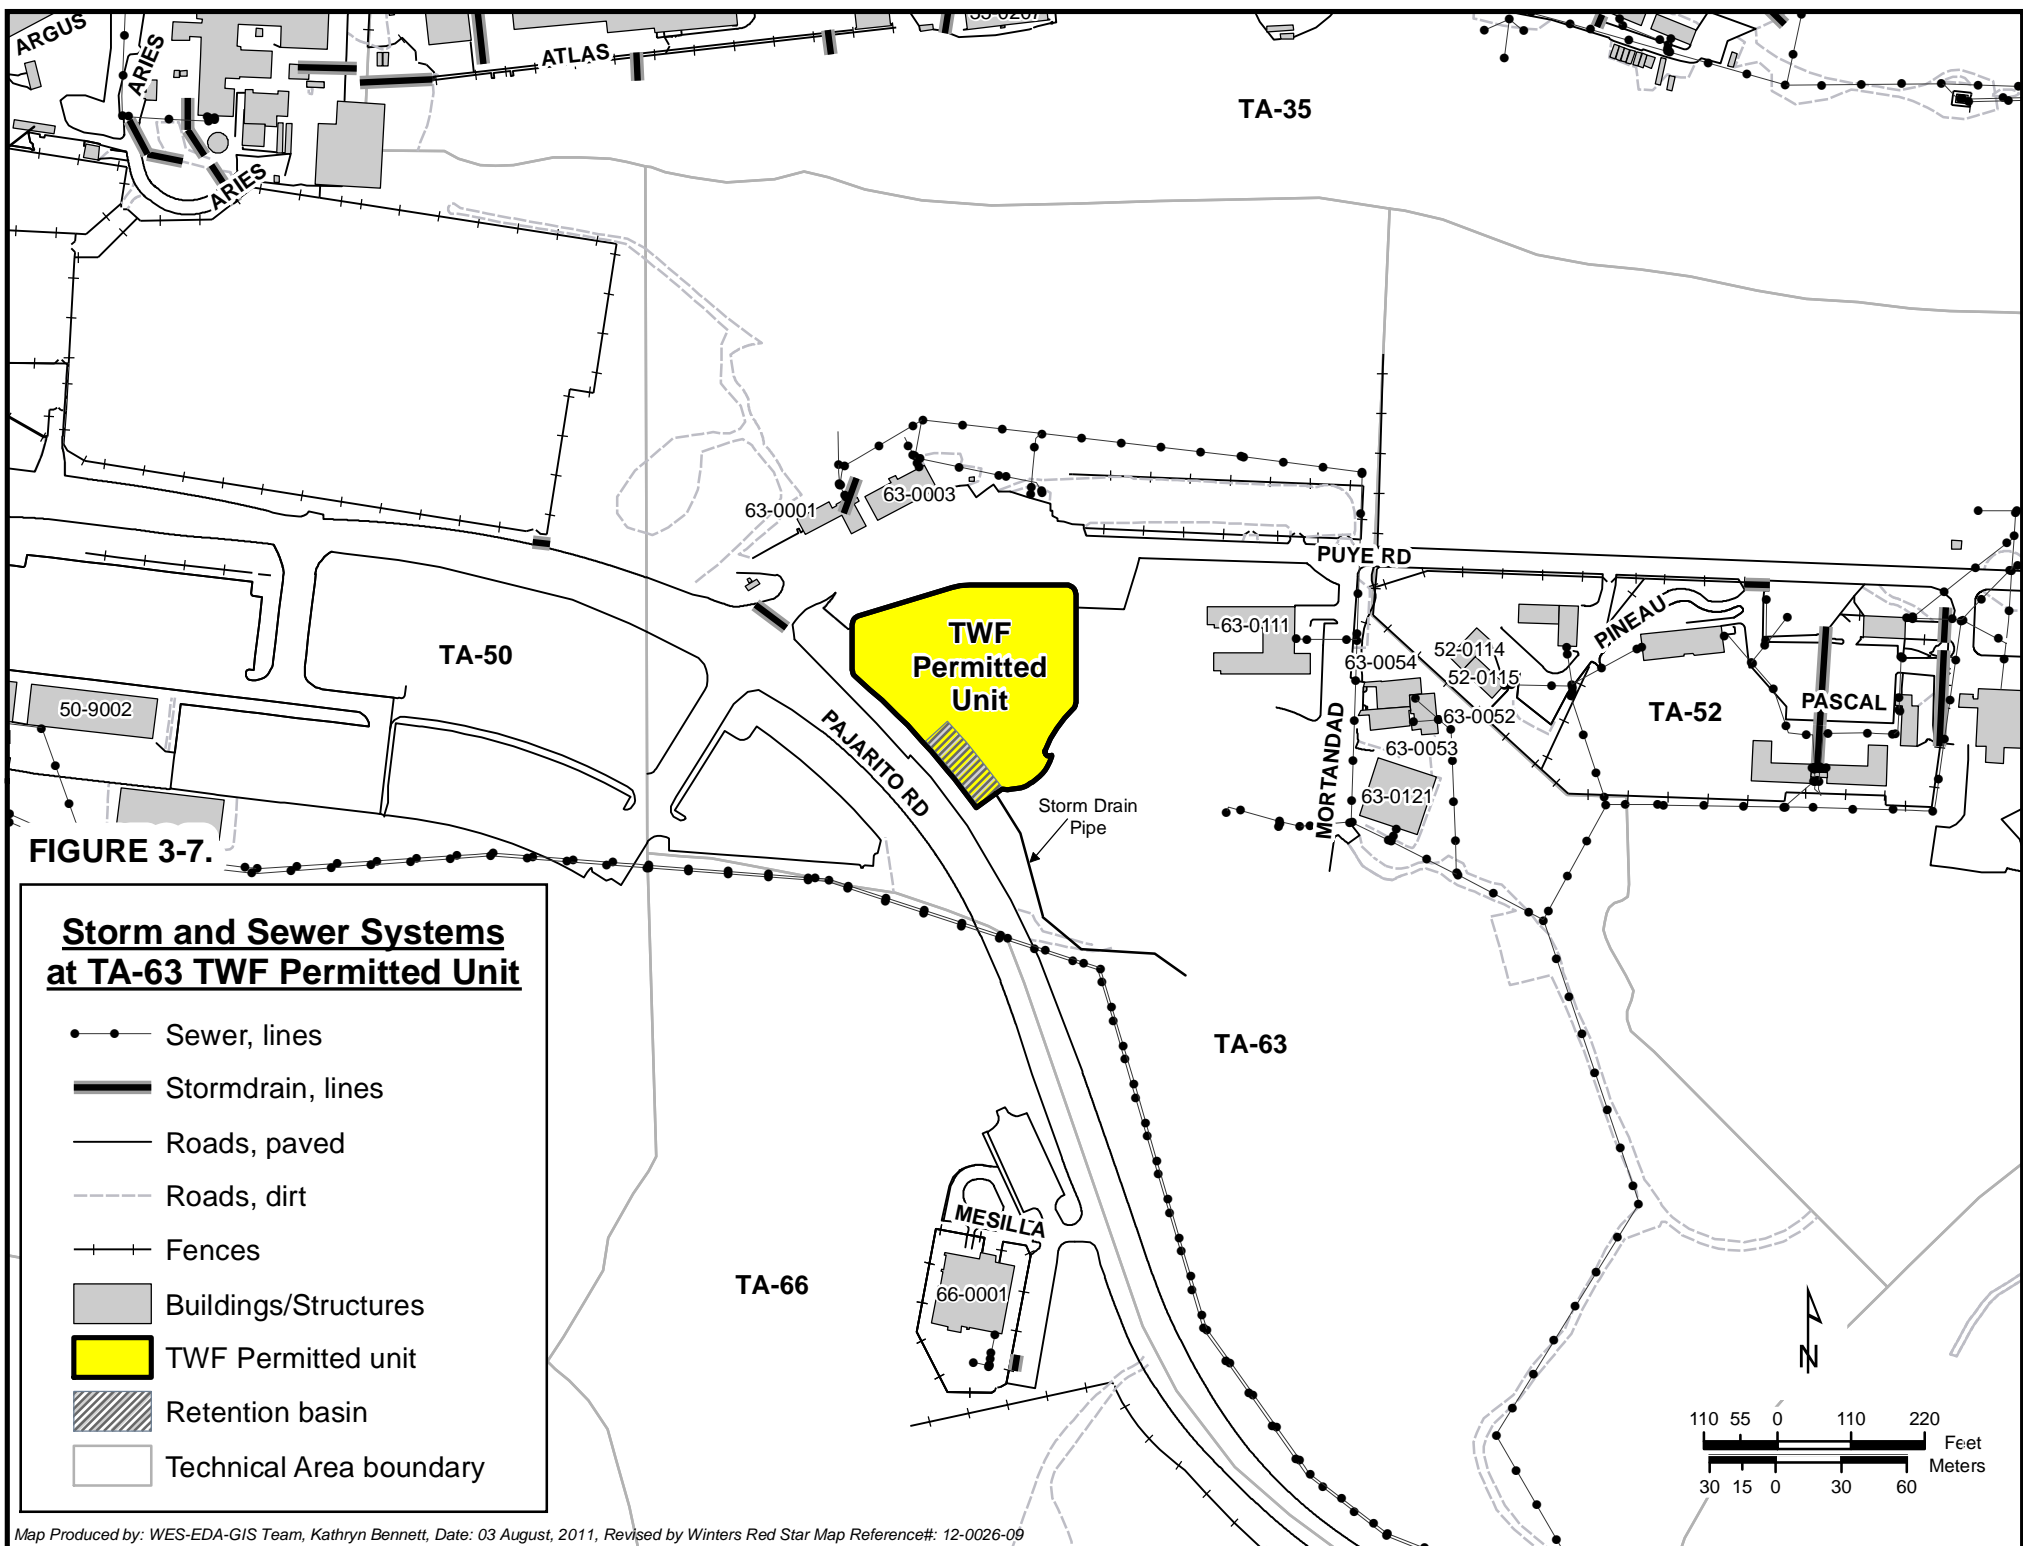 ARGUS
ARIES
ATLAS
53-0207
TA-35
ARIES
63-0001
63-0003
PUYE RD
TWF
Permitted
Unit
63-0111
PINEAU
52-0114
63-0054
52-0115
TA-50
TA-52
PASCAL
50-9002
63-0052
PAJARITO RD
MORTANDAD
63-0053
63-0121
Storm Drain
Pipe
FIGURE 3-7.
Storm and Sewer Systems
at TA-63 TWF Permitted Unit
Sewer, lines
Stormdrain, lines
Roads, paved
Roads, dirt
Fences
Buildings/Structures
TWF Permitted unit
Retention basin
Technical Area boundary
TA-63
MESILLA
TA-66
66-0001
N
110 55 0 110 220
Feet
Meters
30 15 0 30 60
Map Produced by: WES-EDA-GIS Team, Kathryn Bennett, Date: 03 August, 2011, Revised by Winters Red Star Map Reference#: 12-0026-09